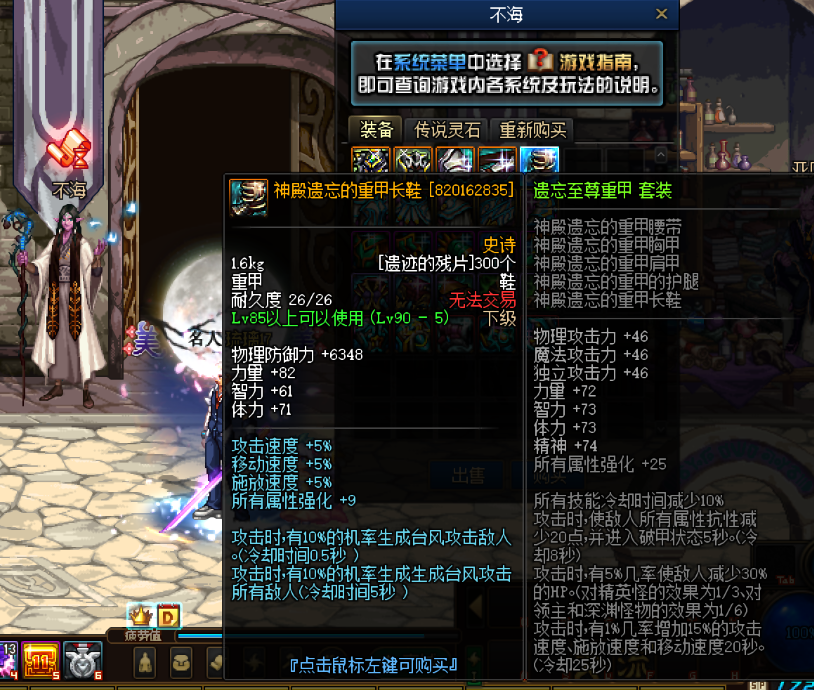 不海
在系统菜单中选择 ? 游戏指南,
即可查询游戏内各系统及玩法的说明。
装备 传说灵石 重新购买
不海
神殿遗忘的重甲长鞋 [820162835]
史诗
1.6kg [遗迹的残片]300个
重甲 鞋
耐久度 26/26 无法交易
Lv85以上可以使用 (Lv90 - 5) 下级
物理防御力 +6348
力量 +82
智力 +61
体力 +71
攻击速度 +5%
移动速度 +5%
施放速度 +5%
所有属性强化 +9
攻击时,有10%的机率生成台风攻击敌人
。(冷却时间0.5秒 )
攻击时,有10%的机率生成生成台风攻击
所有敌人(冷却时间5秒 )
『点击鼠标左键可购买』
遗忘至尊重甲 套装
神殿遗忘的重甲腰带
神殿遗忘的重甲胸甲
神殿遗忘的重甲肩甲
神殿遗忘的重甲的护腿
神殿遗忘的重甲长鞋
物理攻击力 +46
魔法攻击力 +46
独立攻击力 +46
力量 +72
智力 +73
体力 +73
精神 +74
所有属性强化 +25
所有技能冷却时间减少10%
攻击时,使敌人所有属性抗性减
少20点,并进入破甲状态5秒。(冷
却8秒)
攻击时,有5%几率使敌人减少30%
的HP。(对精英怪的效果为1/3、对
领主和深渊怪物的效果为1/6)
攻击时,有1%几率增加15%的攻击
速度、施放速度和移动速度20秒。
(冷却25秒)
美
名人
出售
购买
疲劳值
D
Tab
100%
13
4
5
6